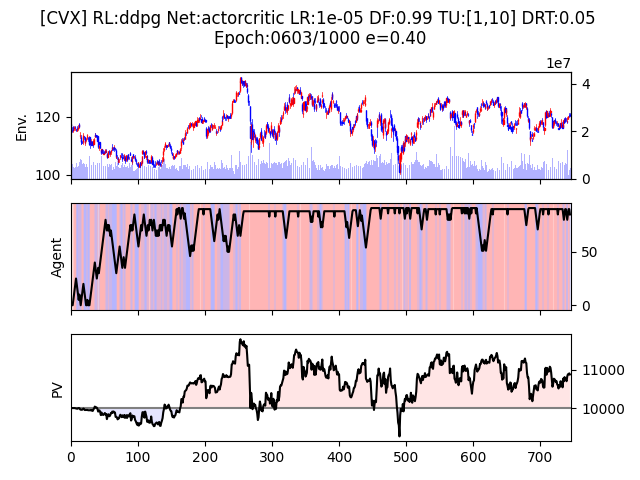 [CVX] RL:ddpg Net:actorcritic LR:1e-05 DF:0.99 TU:[1,10] DRT:0.05
Epoch:0603/1000 e=0.40
1e7
Env.
120
100
4
2
0
Agent
50
0
PV
11000
10000
0 100 200 300 400 500 600 700